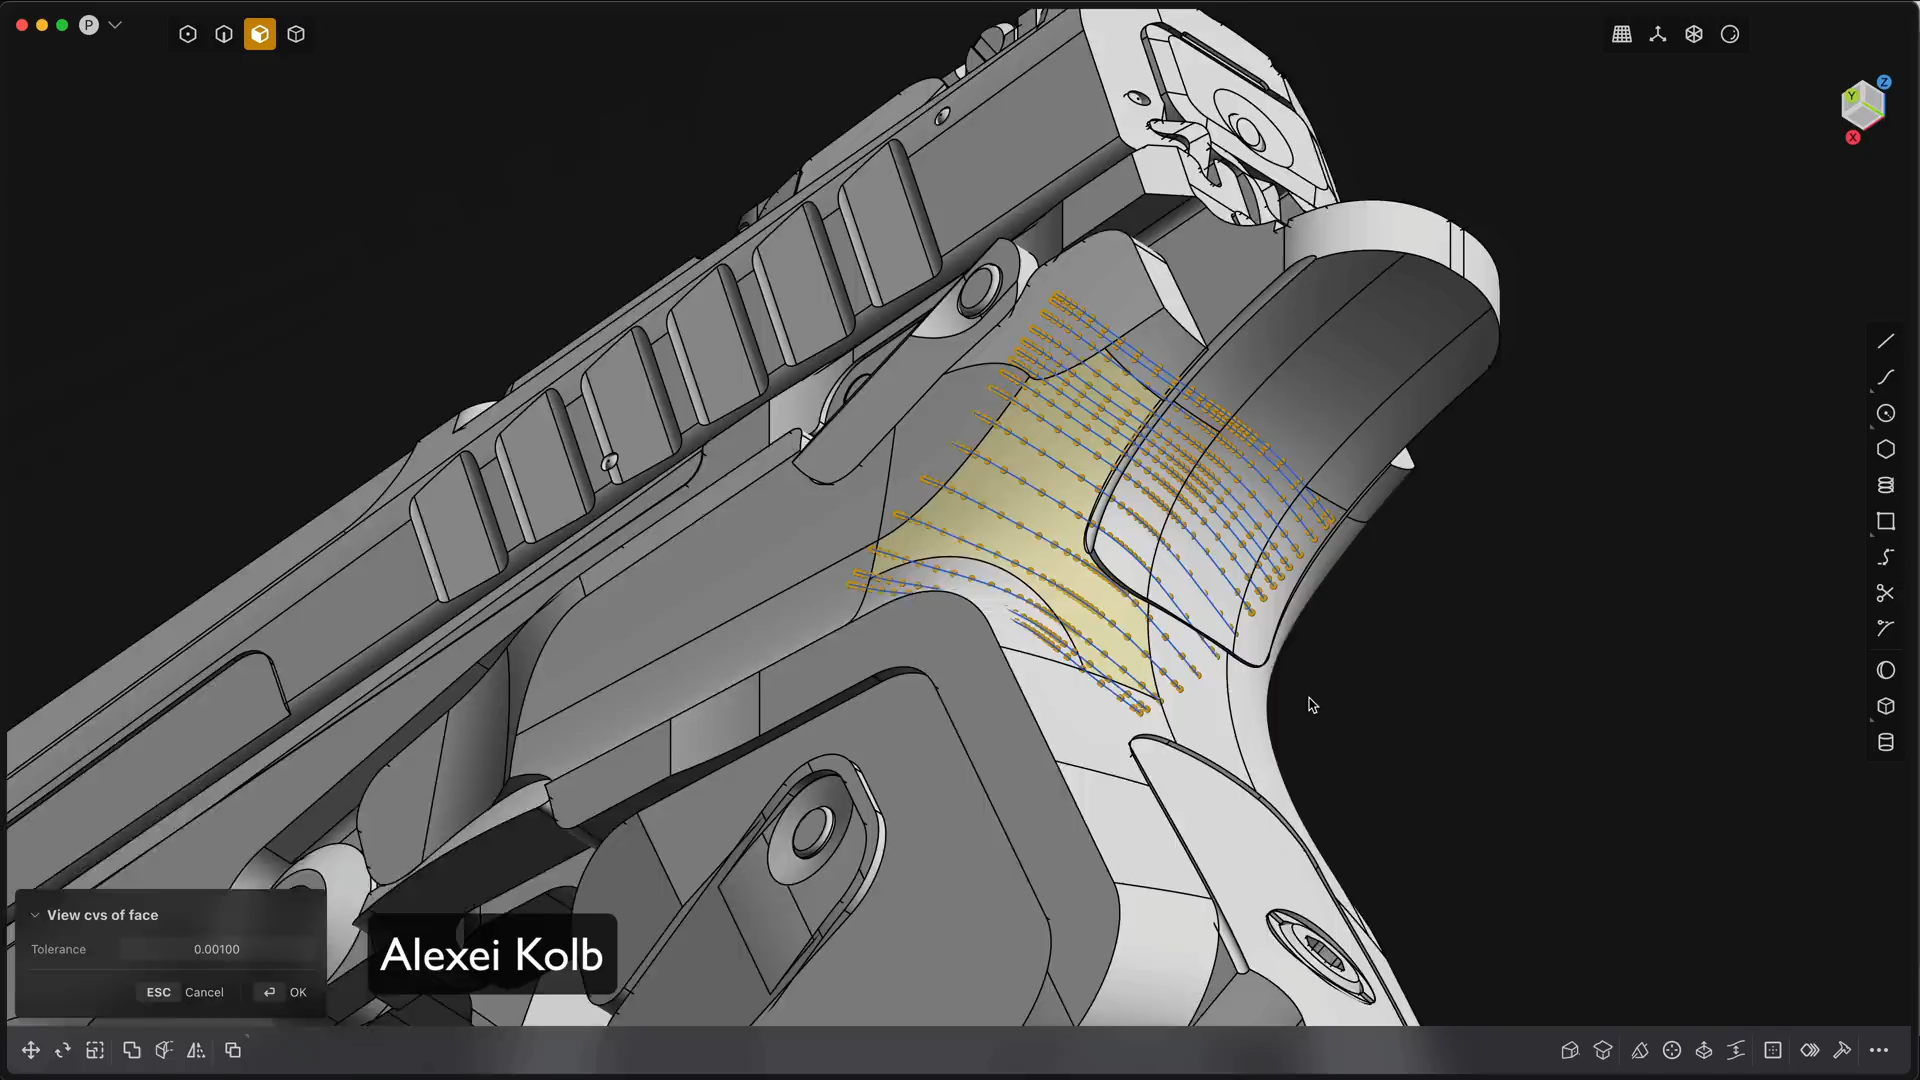 P
Z
Y
X
View cvs of face
Tolerance 0.00100
ESC Cancel OK
Alexei Kolb